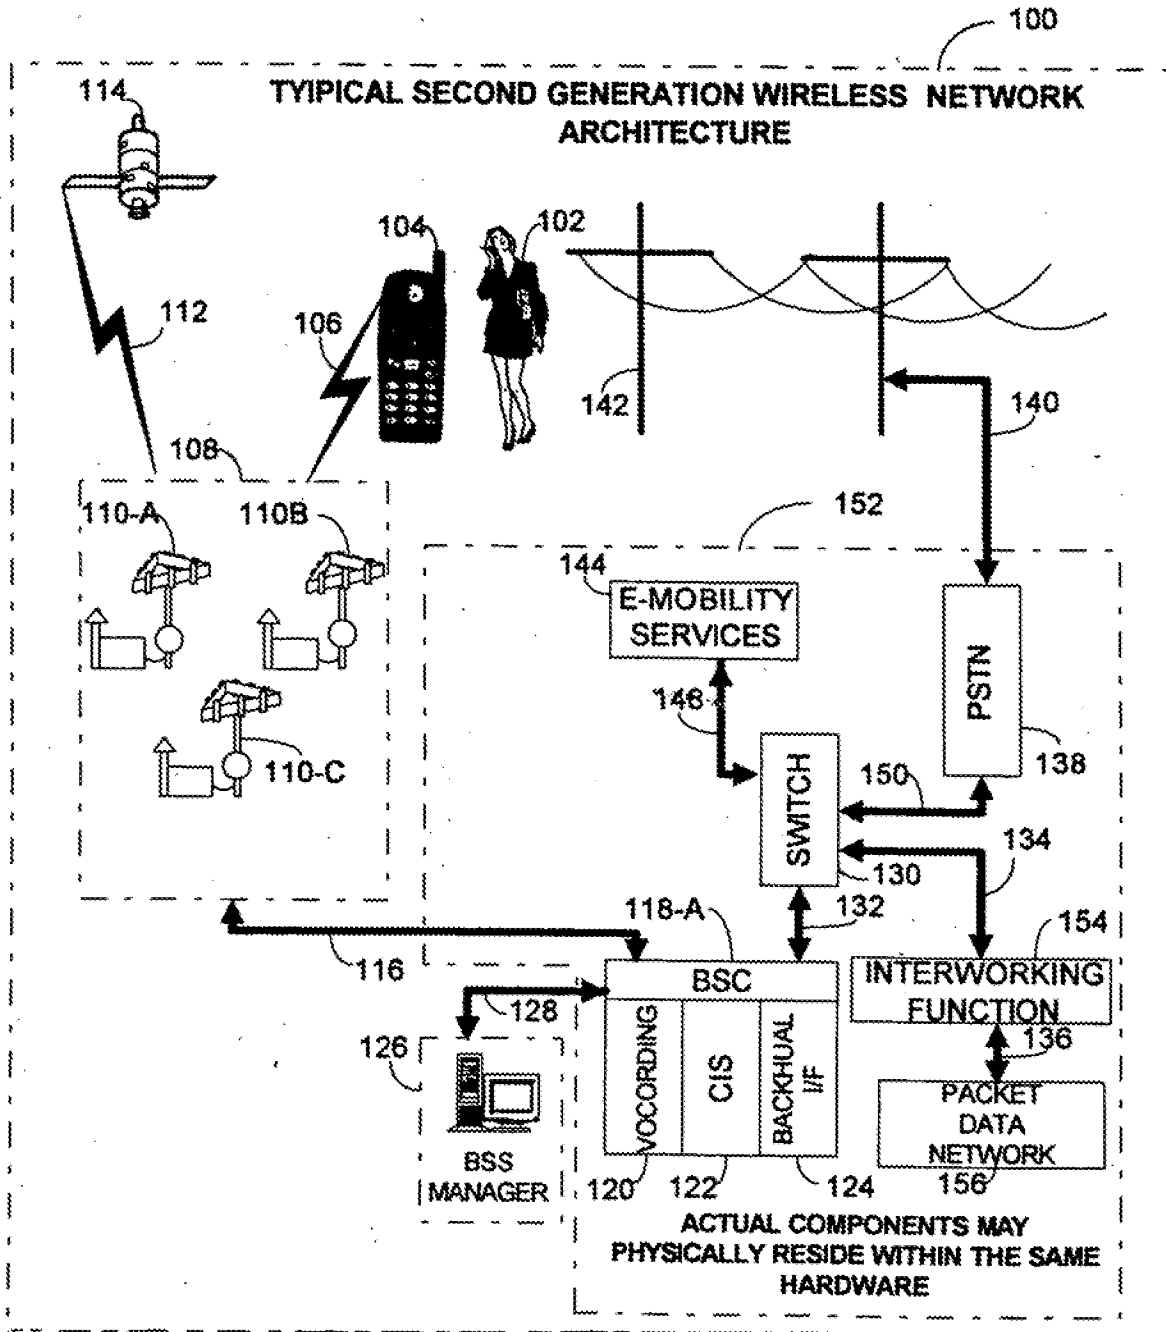 100
TYIPICAL SECOND GENERATION WIRELESS NETWORK
ARCHITECTURE
114
104
102
112
106
142
140
108
110-A
110B
110-C
152
144
E-MOBILITY
SERVICES
146
PSTN
138
SWITCH
150
130
134
118-A
132
154
116
BSC
INTERWORKING
FUNCTION
128
136
126
VOCORDING
CIS
BACKHUAL
I/F
PACKET
DATA
NETWORK
BSS
MANAGER
120
122
124
156
ACTUAL COMPONENTS MAY
PHYSICALLY RESIDE WITHIN THE SAME
HARDWARE